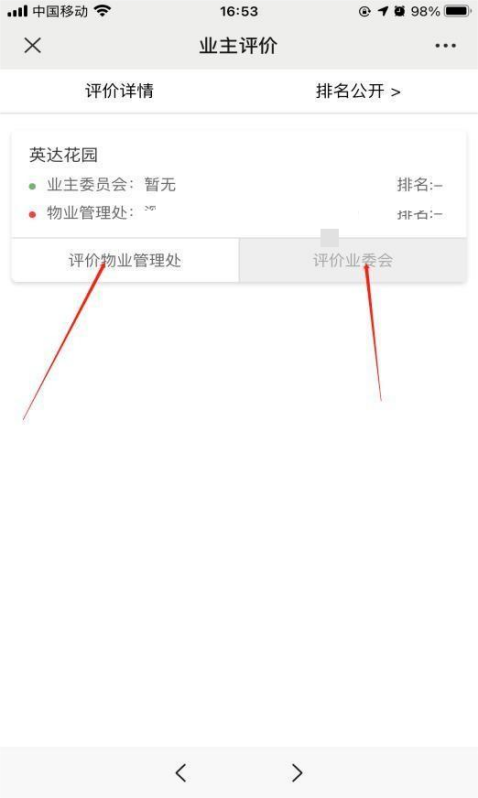 中国移动 16:53 98%
业主评价
评价详情 排名公开 >
英达花园
业主委员会：暂无 排名:–
物业管理处： 排名:–
评价物业管理处 评价业委会